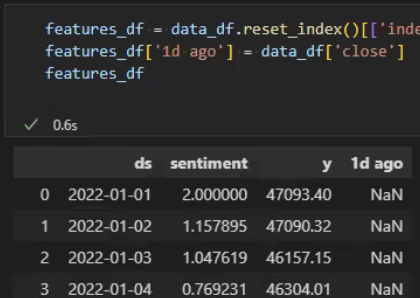 features_df = data_df.reset_index()[['inde
features_df['1d ago'] = data_df['close']
features_df
0.6s
ds sentiment y 1d ago
0 2022-01-01 2.000000 47093.40 NaN
1 2022-01-02 1.157895 47090.32 NaN
2 2022-01-03 1.047619 46157.15 NaN
3 2022-01-04 0.769231 46304.01 NaN